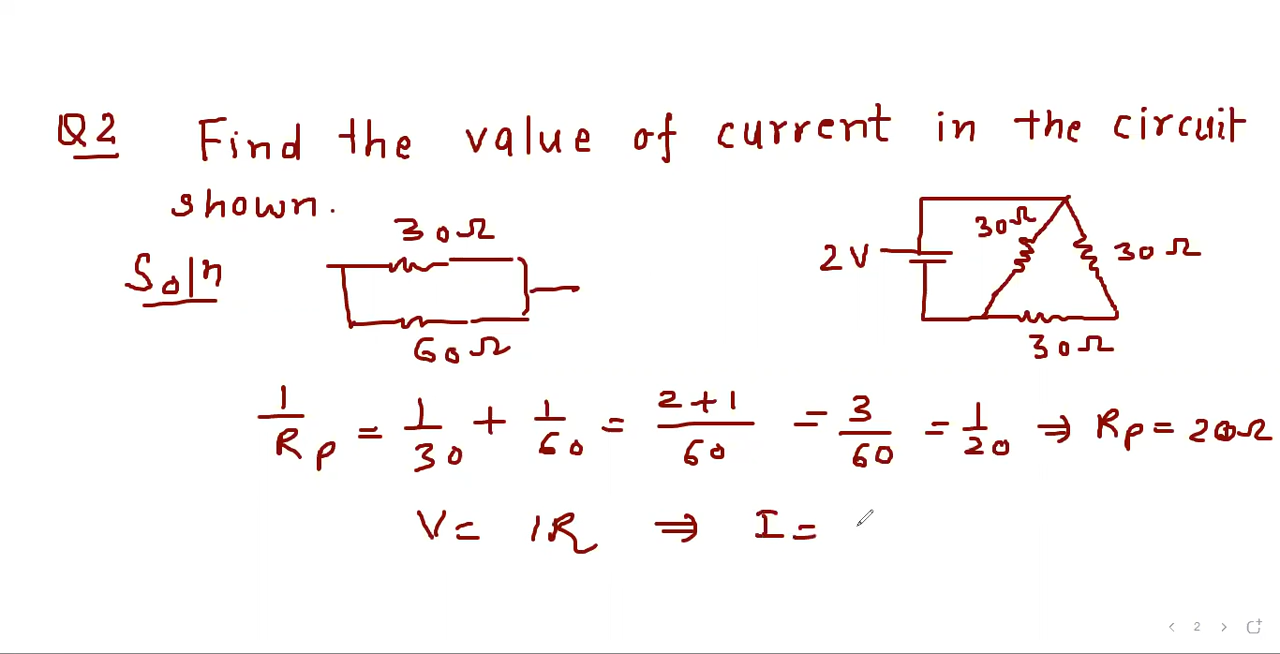 Q2 Find the value of current in the circuit
shown.
Soln
30Ω
60Ω
2V
30Ω
30Ω
30Ω
1/Rp = 1/30 + 1/60 = 2+1/60 = 3/60 = 1/20 ⇒ Rp = 20Ω
V = IR ⇒ I =
< 2 >